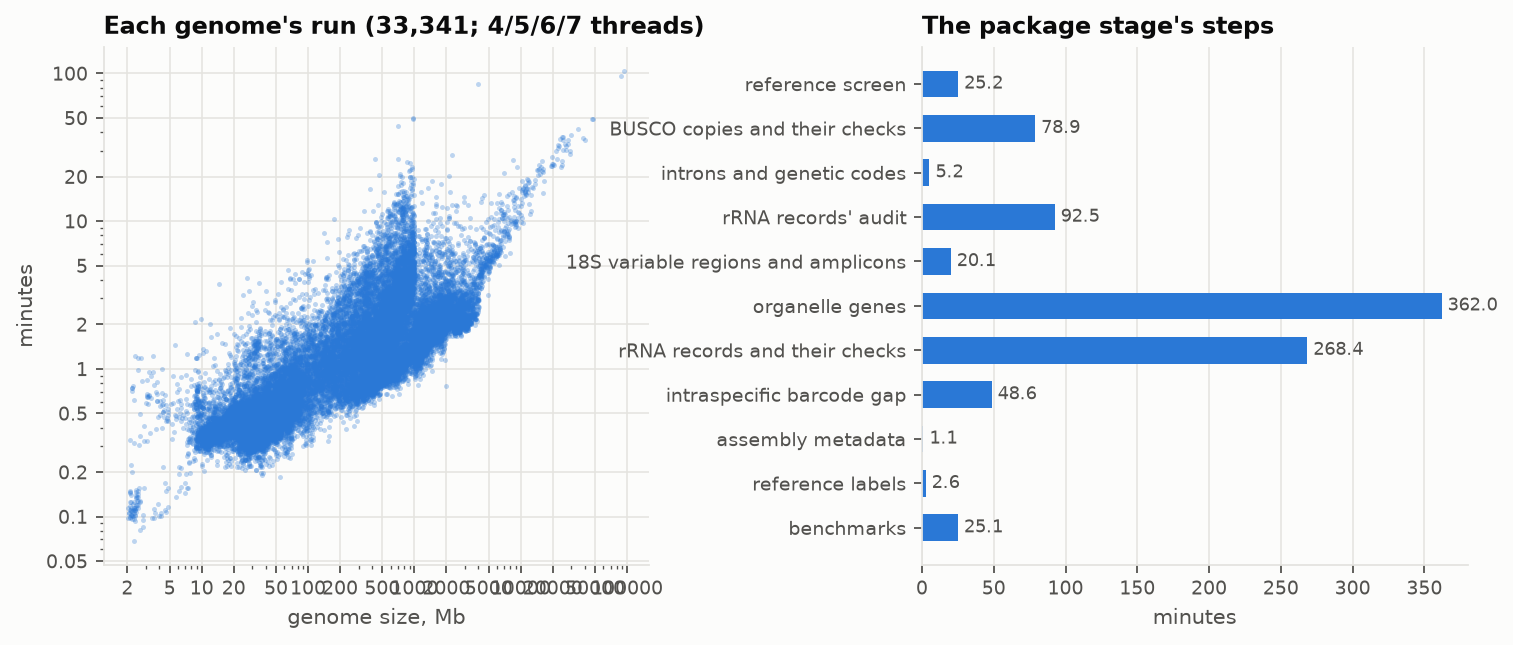 Each genome's run (33,341; 4/5/6/7 threads)
minutes
100
50
20
10
5
2
1
0.5
0.2
0.1
0.05
2 5 10 20 50 100 200 500 1000 2000 5000 10000 20000 50000 100000
genome size, Mb
The package stage's steps
reference screen 25.2
BUSCO copies and their checks 78.9
introns and genetic codes 5.2
rRNA records' audit 92.5
18S variable regions and amplicons 20.1
organelle genes 362.0
rRNA records and their checks 268.4
intraspecific barcode gap 48.6
assembly metadata 1.1
reference labels 2.6
benchmarks 25.1
0 50 100 150 200 250 300 350
minutes